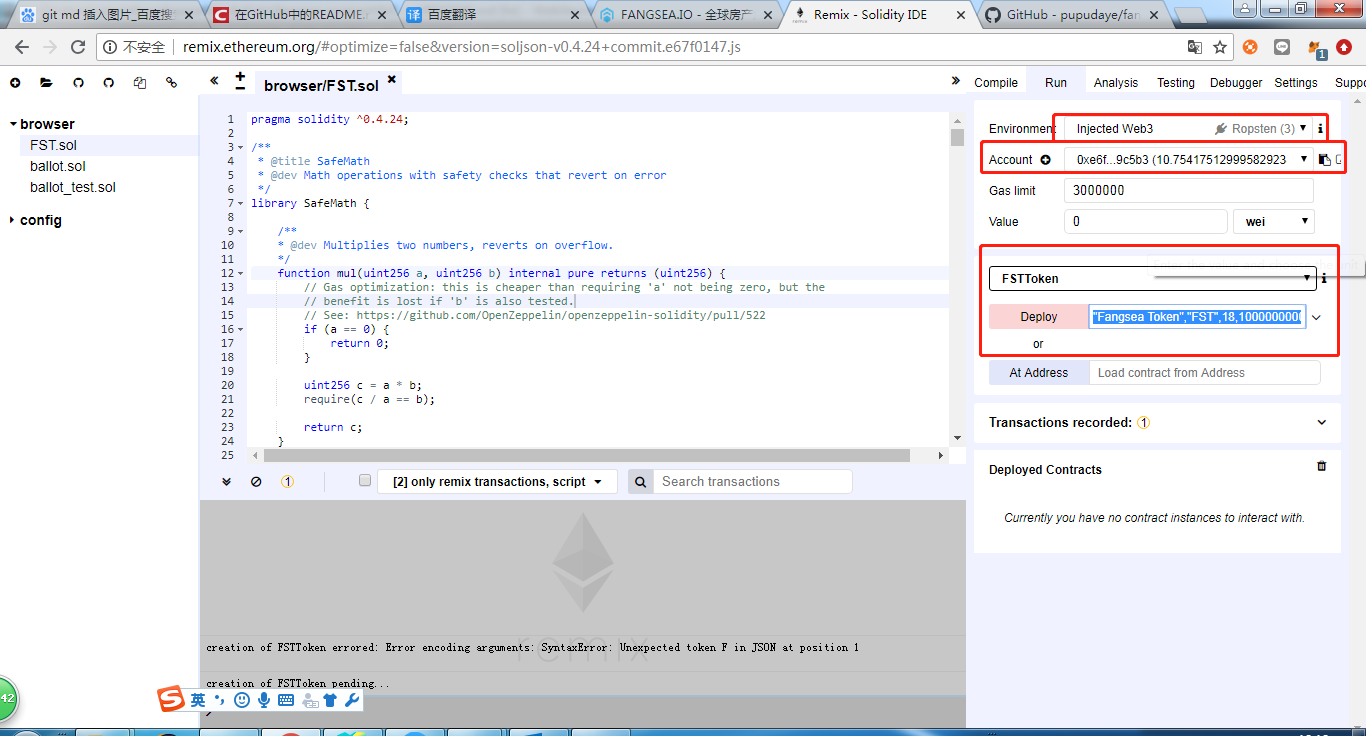 git md 插入图片_百度搜
在GitHub中的README.
百度翻译
FANGSEA.IO - 全球房产
Remix - Solidity IDE
GitHub - pupudaye/fan
不安全
remix.ethereum.org/#optimize=false&version=soljson-v0.4.24+commit.e67f0147.js
1
browser
FST.sol
ballot.sol
ballot_test.sol
config
browser/FST.sol
1 pragma solidity ^0.4.24;
2
3 /**
4 * @title SafeMath
5 * @dev Math operations with safety checks that revert on error
6 */
7 library SafeMath {
8
9 /**
10 * @dev Multiplies two numbers, reverts on overflow.
11 */
12 function mul(uint256 a, uint256 b) internal pure returns (uint256) {
13 // Gas optimization: this is cheaper than requiring 'a' not being zero, but the
14 // benefit is lost if 'b' is also tested.
15 // See: https://github.com/OpenZeppelin/openzeppelin-solidity/pull/522
16 if (a == 0) {
17 return 0;
18 }
19
20 uint256 c = a * b;
21 require(c / a == b);
22
23 return c;
24 }
25
1
[2] only remix transactions, script
Search transactions
remix
creation of FSTToken errored: Error encoding arguments: SyntaxError: Unexpected token F in JSON at position 1
creation of FSTToken pending...
英
42
Compile Run Analysis Testing Debugger Settings Suppo
Environment Injected Web3 Ropsten (3)
Account 0xe6f...9c5b3 (10.75417512999582923
Gas limit 3000000
Value 0 wei
FSTToken
Deploy "Fangsea Token","FST",18,1000000000
or
At Address Load contract from Address
Transactions recorded: 1
Deployed Contracts
Currently you have no contract instances to interact with.